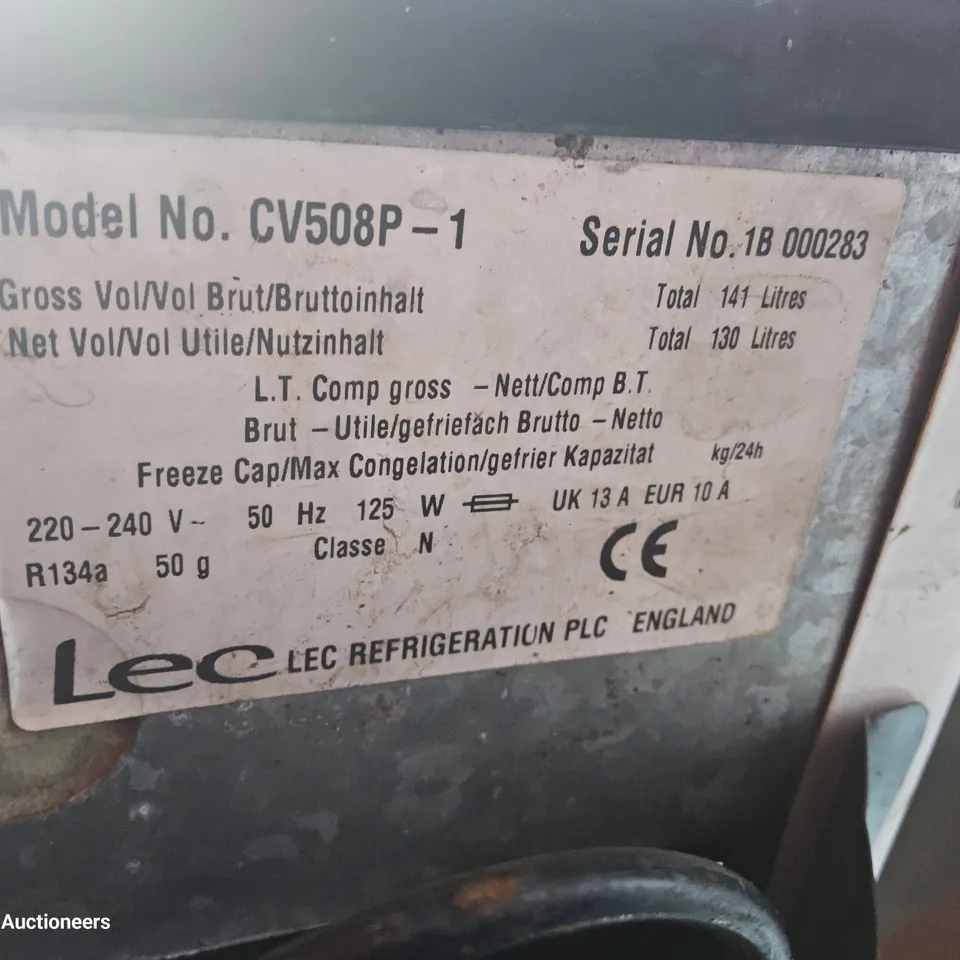 Model No. CV508P-1 Serial No. 1B 000283
Gross Vol/Vol Brut/Bruttoinhalt Total 141 Litres
Net Vol/Vol Utile/Nutzinhalt Total 130 Litres
L.T. Comp gross - Nett/Comp B.T.
Brut - Utile/gefriefach Brutto - Netto
Freeze Cap/Max Congelation/gefrier Kapazitat kg/24h
220-240 V~ 50 Hz 125 W UK 13 A EUR 10 A
R134a 50 g Classe N CE
Lec LEC REFRIGERATION PLC ENGLAND
Auctioneers